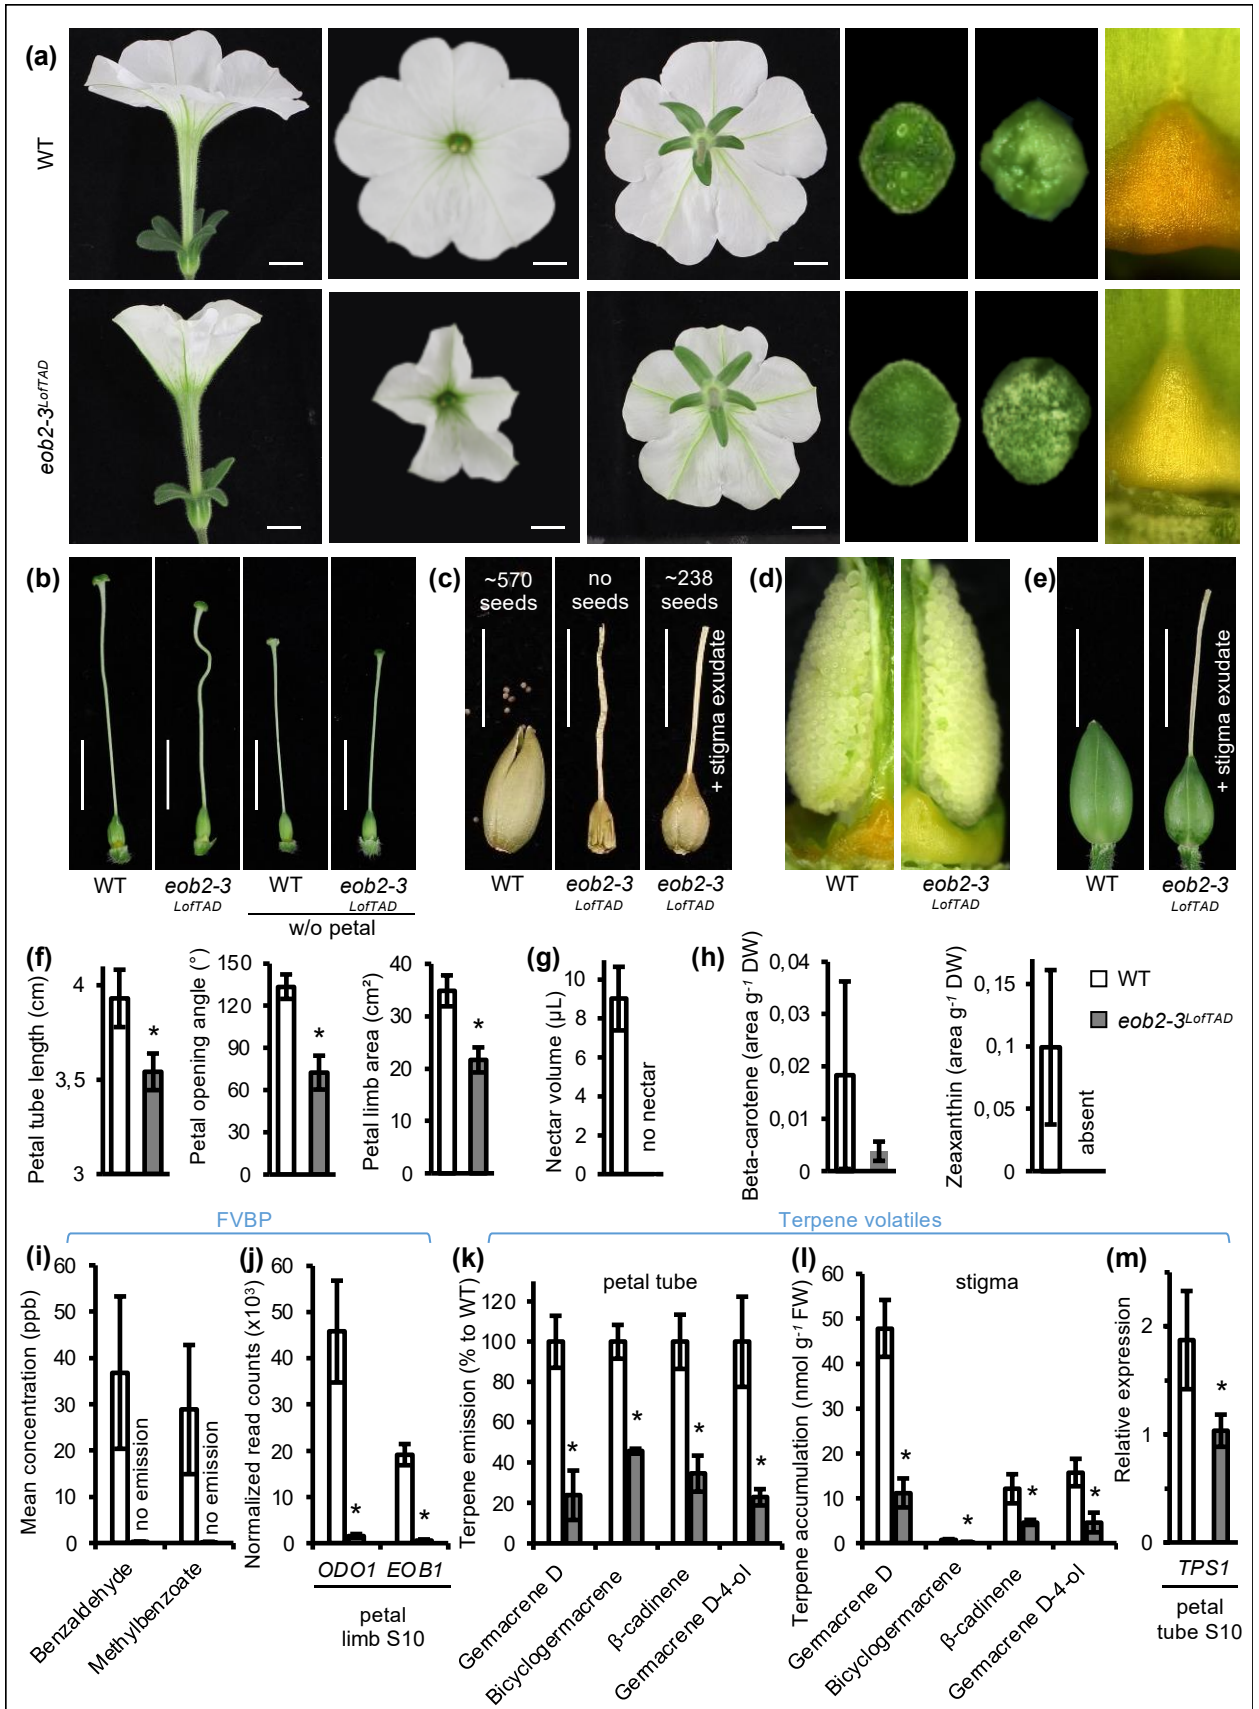 (a)
WT
eob2-3LofTAD
(b)
WT
eob2-3
LofTAD
WT
eob2-3
LofTAD
w/o petal
(c)
~570
seeds
no
seeds
~238
seeds
+ stigma exudate
WT
eob2-3
LofTAD
eob2-3
LofTAD
(d)
WT
eob2-3
LofTAD
(e)
+ stigma exudate
WT
eob2-3
LofTAD
(f)
Petal tube length (cm)
4
3,5
3
*
Petal opening angle (°)
150
120
90
60
30
0
*
Petal limb area (cm²)
40
30
20
10
0
*
(g)
Nectar volume (µL)
10
8
6
4
2
0
no nectar
(h)
Beta-carotene (area g-1 DW)
0,04
0,03
0,02
0,01
0
Zeaxanthin (area g-1 DW)
0,15
0,1
0,05
0
absent
WT
eob2-3LofTAD
FVBP
Terpene volatiles
(i)
Mean concentration (ppb)
60
50
40
30
20
10
0
no emission
no emission
Benzaldehyde
Methylbenzoate
(j)
Normalized read counts (x10³)
60
50
40
30
20
10
0
*
*
ODO1 EOB1
petal
limb S10
(k)
petal tube
Terpene emission (% to WT)
120
100
80
60
40
20
0
*
*
*
*
Germacrene D
Bicyclogermacrene
β-cadinene
Germacrene D-4-ol
(l)
stigma
Terpene accumulation (nmol g-1 FW)
60
50
40
30
20
10
0
*
*
*
*
Germacrene D
Bicyclogermacrene
β-cadinene
Germacrene D-4-ol
(m)
Relative expression
2
1
0
*
TPS1
petal
tube S10